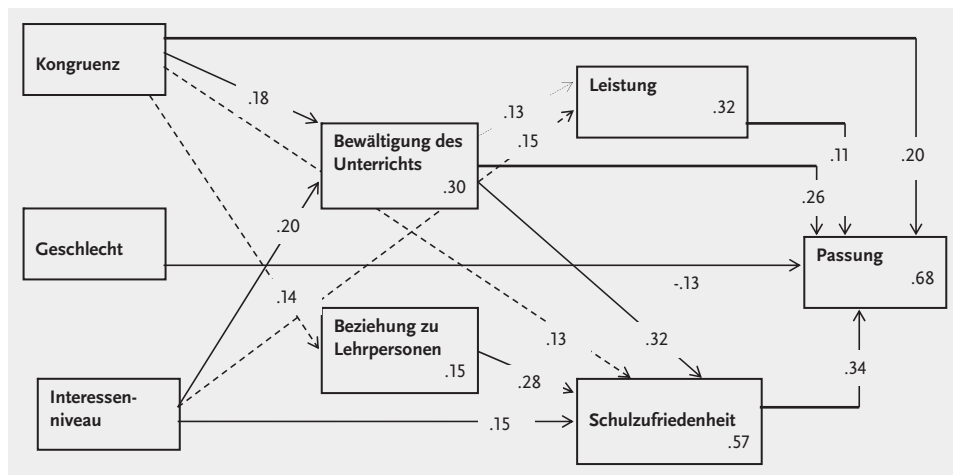 Kongruenz
Leistung
.32
.18
.13
.15
Bewältigung des
Unterrichts
.30
.11
.20
.26
.20
Geschlecht
Passung
.68
-.13
.14
Beziehung zu
Lehrpersonen
.15
.13
.32
.34
.28
Interessen-
niveau
.15
Schulzufriedenheit
.57